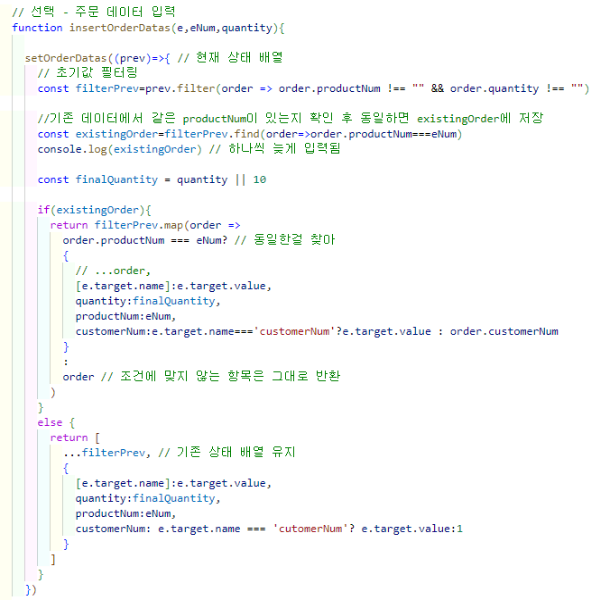 // 선택 - 주문 데이터 입력
function insertOrderDatas(e,eNum,quantity){
setOrderDatas((prev)=>{ // 현재 상태 배열
// 초기값 필터링
const filterPrev=prev.filter(order => order.productNum !== "" && order.quantity !== "")
//기존 데이터에서 같은 productNum이 있는지 확인 후 동일하면 existingOrder에 저장
const existingOrder=filterPrev.find(order=>order.productNum===eNum)
console.log(existingOrder) // 하나씩 늦게 입력됨
const finalQuantity = quantity || 10
if(existingOrder){
return filterPrev.map(order =>
order.productNum === eNum? // 동일한걸 찾아
{
// ...order,
[e.target.name]:e.target.value,
quantity:finalQuantity,
productNum:eNum,
customerNum:e.target.name==='customerNum'?e.target.value : order.customerNum
}
:
order // 조건에 맞지 않는 항목은 그대로 반환
)
}
else {
return [
...filterPrev, // 기존 상태 배열 유지
{
[e.target.name]:e.target.value,
quantity:finalQuantity,
productNum:eNum,
customerNum: e.target.name === 'cutomerNum'? e.target.value:1
}
]
}
})